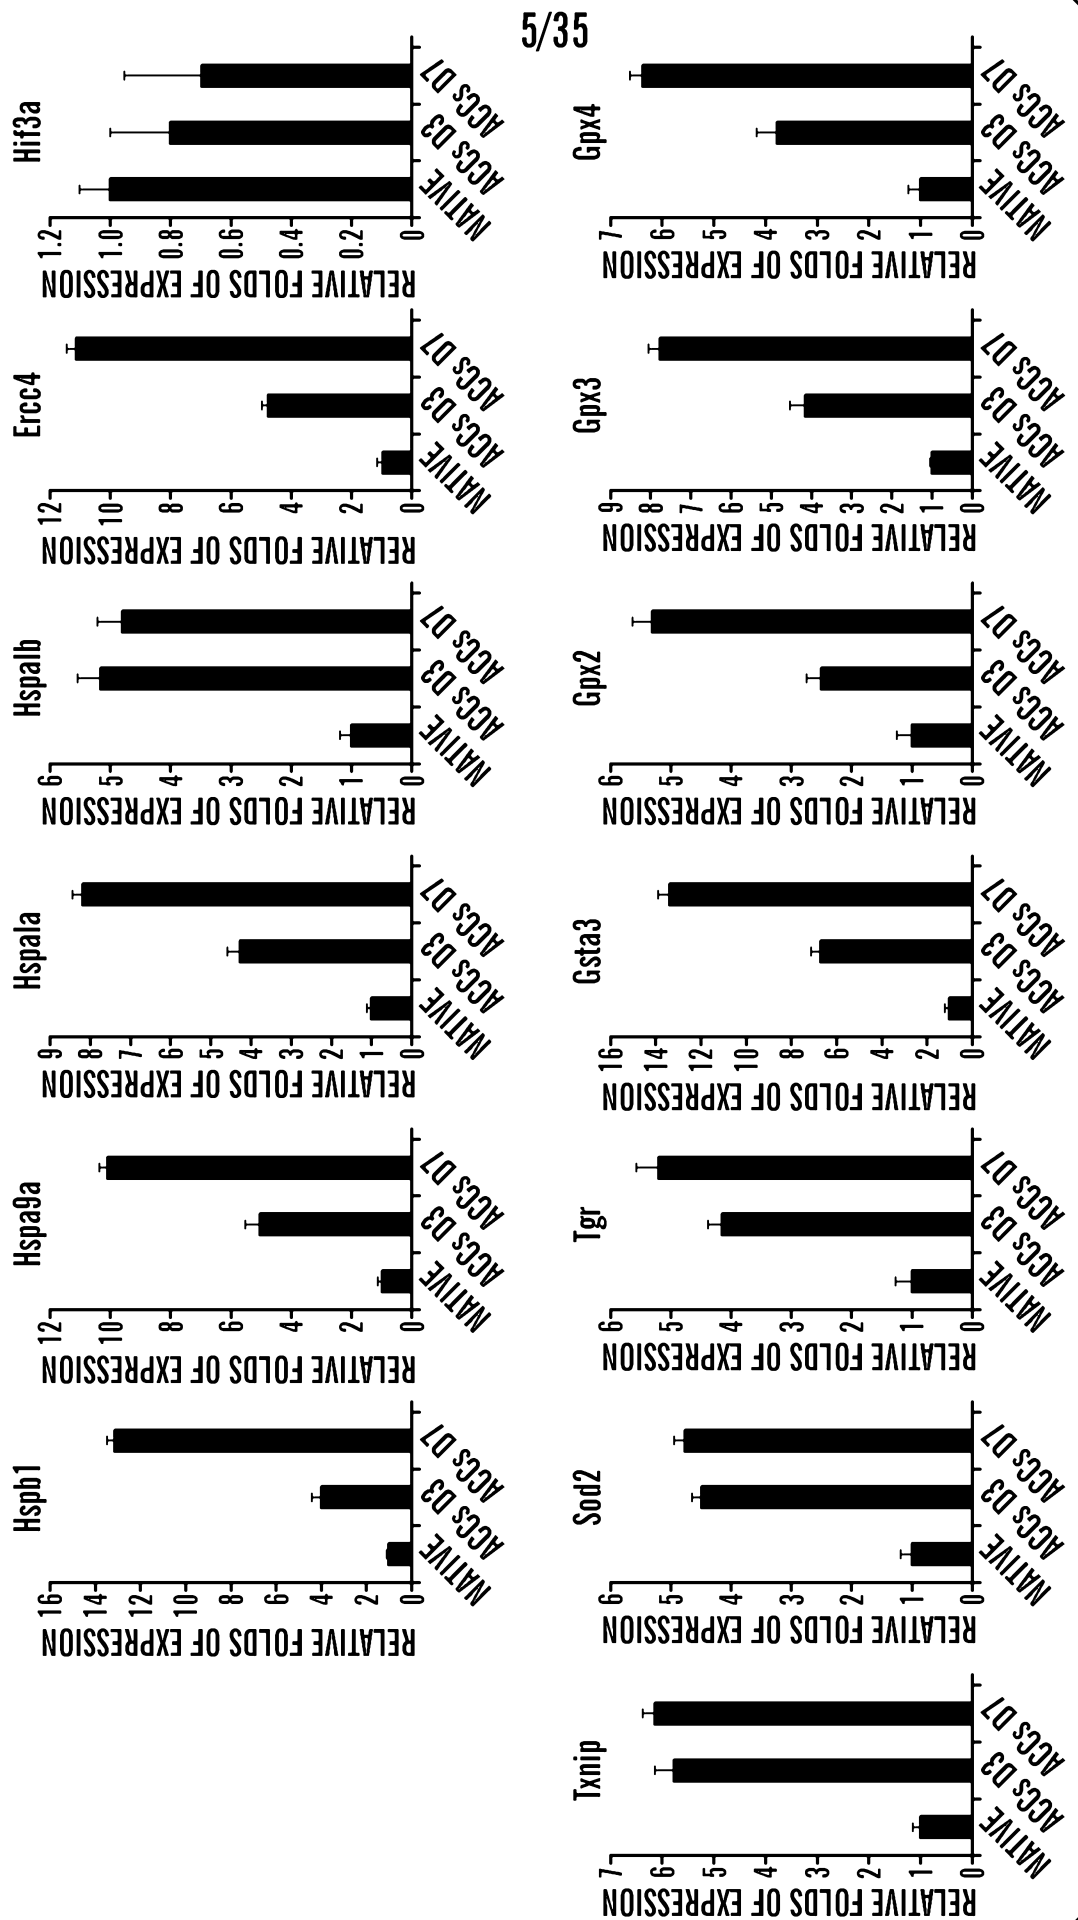 5/35
Hspb1
RELATIVE FOLDS OF EXPRESSION
16
14
12
10
8
6
4
2
0
NATIVE
ACCs D3
ACCs D7
Hspa9a
RELATIVE FOLDS OF EXPRESSION
12
10
8
6
4
2
0
NATIVE
ACCs D3
ACCs D7
Hspala
RELATIVE FOLDS OF EXPRESSION
9
8
7
6
5
4
3
2
1
0
NATIVE
ACCs D3
ACCs D7
Hspalb
RELATIVE FOLDS OF EXPRESSION
6
5
4
3
2
1
0
NATIVE
ACCs D3
ACCs D7
Ercc4
RELATIVE FOLDS OF EXPRESSION
12
10
8
6
4
2
0
NATIVE
ACCs D3
ACCs D7
Hif3a
RELATIVE FOLDS OF EXPRESSION
1.2
1.0
0.8
0.6
0.4
0.2
0
NATIVE
ACCs D3
ACCs D7
Txnip
RELATIVE FOLDS OF EXPRESSION
7
6
5
4
3
2
1
0
NATIVE
ACCs D3
ACCs D7
Sod2
RELATIVE FOLDS OF EXPRESSION
6
5
4
3
2
1
0
NATIVE
ACCs D3
ACCs D7
Tgr
RELATIVE FOLDS OF EXPRESSION
6
5
4
3
2
1
0
NATIVE
ACCs D3
ACCs D7
Gsta3
RELATIVE FOLDS OF EXPRESSION
16
14
12
10
8
6
4
2
0
NATIVE
ACCs D3
ACCs D7
Gpx2
RELATIVE FOLDS OF EXPRESSION
6
5
4
3
2
1
0
NATIVE
ACCs D3
ACCs D7
Gpx3
RELATIVE FOLDS OF EXPRESSION
9
8
7
6
5
4
3
2
1
0
NATIVE
ACCs D3
ACCs D7
Gpx4
RELATIVE FOLDS OF EXPRESSION
7
6
5
4
3
2
1
0
NATIVE
ACCs D3
ACCs D7